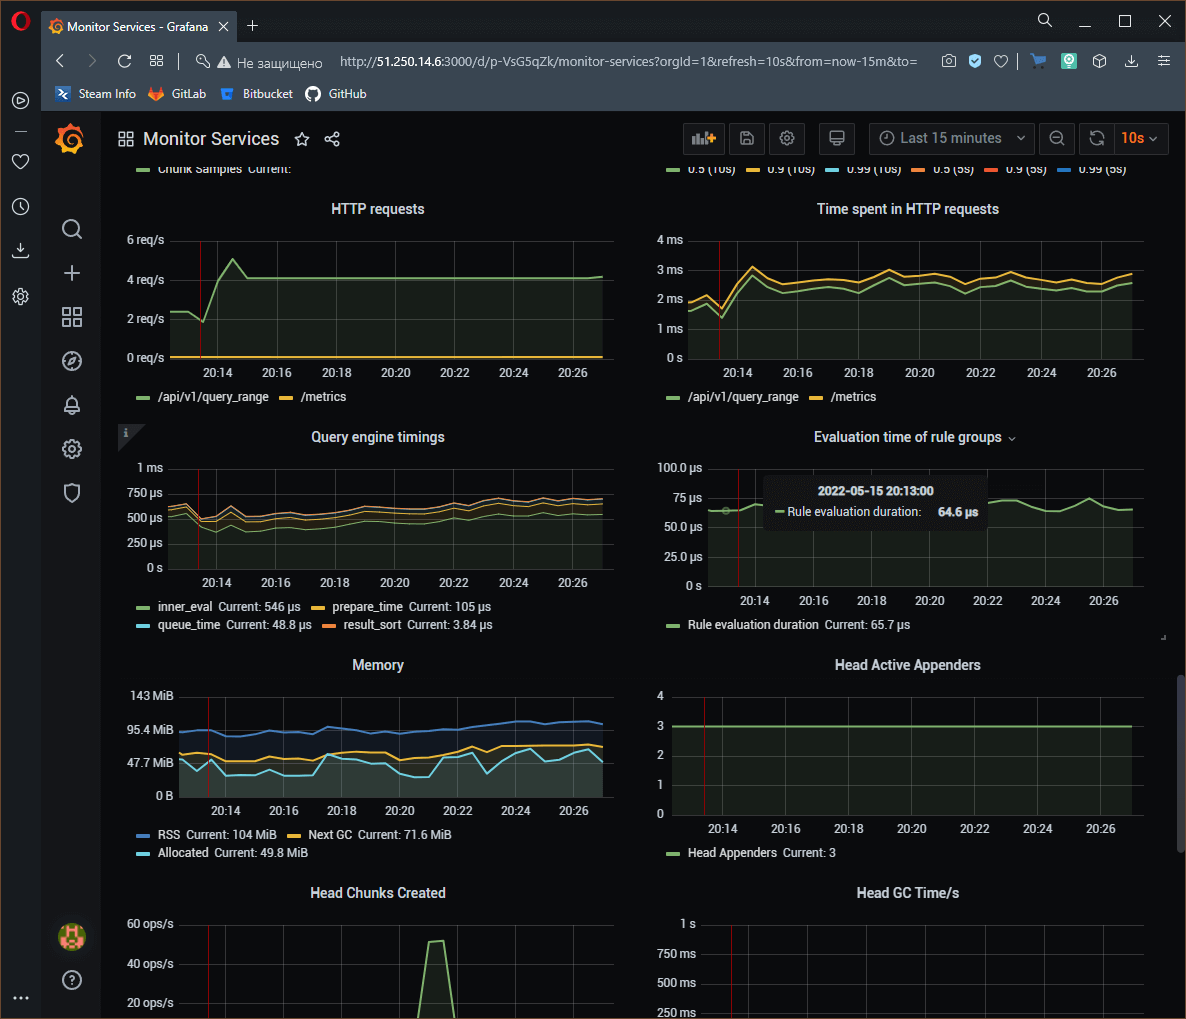 Monitor Services - Grafana
Не защищено http://51.250.14.6:3000/d/p-VsG5qZk/monitor-services?orgId=1&refresh=10s&from=now-15m&to=
Steam Info GitLab Bitbucket GitHub
Monitor Services Last 15 minutes 10s
Chunk Samples Current: 0.5 (10s) 0.9 (10s) 0.99 (10s) 0.5 (5s) 0.9 (5s) 0.99 (5s)
HTTP requests
6 req/s
4 req/s
2 req/s
0 req/s
20:14 20:16 20:18 20:20 20:22 20:24 20:26
/api/v1/query_range /metrics
Time spent in HTTP requests
4 ms
3 ms
2 ms
1 ms
0 s
20:14 20:16 20:18 20:20 20:22 20:24 20:26
/api/v1/query_range /metrics
i
Query engine timings
1 ms
750 µs
500 µs
250 µs
0 s
20:14 20:16 20:18 20:20 20:22 20:24 20:26
inner_eval Current: 546 µs prepare_time Current: 105 µs
queue_time Current: 48.8 µs result_sort Current: 3.84 µs
Evaluation time of rule groups
100.0 µs
75 µs
50.0 µs
25.0 µs
0 s
2022-05-15 20:13:00
Rule evaluation duration: 64.6 µs
20:14 20:16 20:18 20:20 20:22 20:24 20:26
Rule evaluation duration Current: 65.7 µs
Memory
143 MiB
95.4 MiB
47.7 MiB
0 B
20:14 20:16 20:18 20:20 20:22 20:24 20:26
RSS Current: 104 MiB Next GC Current: 71.6 MiB
Allocated Current: 49.8 MiB
Head Active Appenders
4
3
2
1
0
20:14 20:16 20:18 20:20 20:22 20:24 20:26
Head Appenders Current: 3
Head Chunks Created
60 ops/s
40 ops/s
20 ops/s
Head GC Time/s
1 s
750 ms
500 ms
250 ms